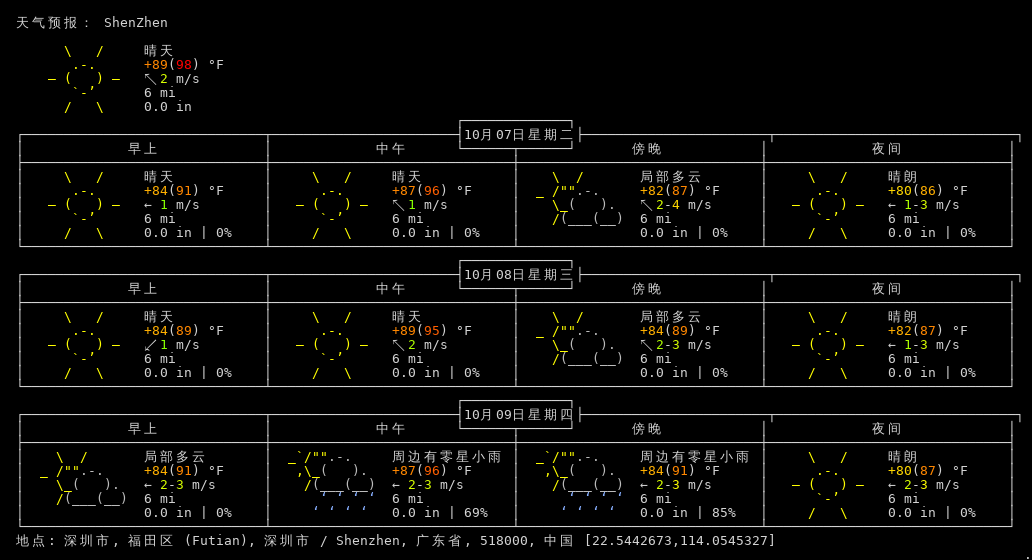 天气预报： ShenZhen
晴天
+89(98) °F
↖2 m/s
6 mi
0.0 in
10月07日星期二
早上 中午 傍晚 夜间
晴天 晴天 局部多云 晴朗
+84(91) °F +87(96) °F +82(87) °F +80(86) °F
← 1 m/s ↖1 m/s ↖2-4 m/s ← 1-3 m/s
6 mi 6 mi 6 mi 6 mi
0.0 in | 0% 0.0 in | 0% 0.0 in | 0% 0.0 in | 0%
10月08日星期三
早上 中午 傍晚 夜间
晴天 晴天 局部多云 晴朗
+84(89) °F +89(95) °F +84(89) °F +82(87) °F
↙1 m/s ↖2 m/s ↖2-3 m/s ← 1-3 m/s
6 mi 6 mi 6 mi 6 mi
0.0 in | 0% 0.0 in | 0% 0.0 in | 0% 0.0 in | 0%
10月09日星期四
早上 中午 傍晚 夜间
局部多云 周边有零星小雨 周边有零星小雨 晴朗
+84(91) °F +87(96) °F +84(91) °F +80(87) °F
← 2-3 m/s ← 2-3 m/s ← 2-3 m/s ← 2-3 m/s
6 mi 6 mi 6 mi 6 mi
0.0 in | 0% 0.0 in | 69% 0.0 in | 85% 0.0 in | 0%
地点: 深圳市, 福田区 (Futian), 深圳市 / Shenzhen, 广东省, 518000, 中国 [22.5442673,114.0545327]